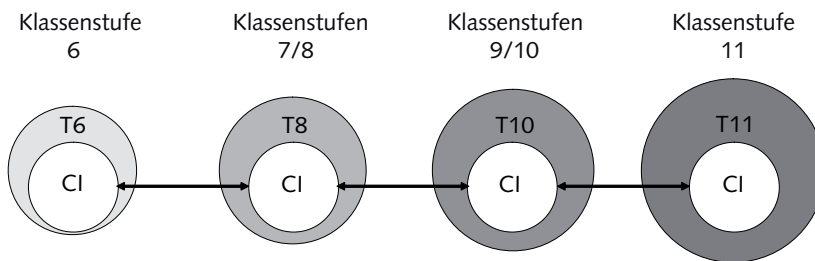 Klassenstufe
6
Klassenstufen
7/8
Klassenstufen
9/10
Klassenstufe
11
T6
T8
T10
T11
CI
CI
CI
CI